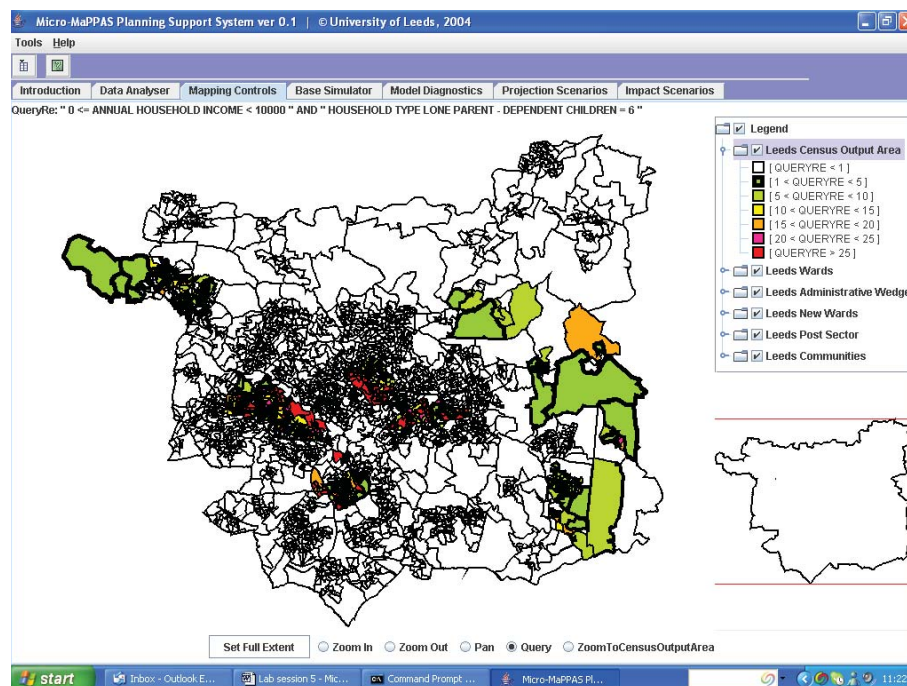 Micro-MaPPAS Planning Support System ver 0.1 | © University of Leeds, 2004
Tools Help
Introduction Data Analyser Mapping Controls Base Simulator Model Diagnostics Projection Scenarios Impact Scenarios
QueryRe: " 0 <= ANNUAL HOUSEHOLD INCOME < 10000 " AND " HOUSEHOLD TYPE LONE PARENT - DEPENDENT CHILDREN = 6 "
Legend
Leeds Census Output Area
[ QUERYRE < 1 ]
[ 1 < QUERYRE < 5 ]
[ 5 < QUERYRE < 10 ]
[ 10 < QUERYRE < 15 ]
[ 15 < QUERYRE < 20 ]
[ 20 < QUERYRE < 25 ]
[ QUERYRE > 25 ]
Leeds Wards
Leeds Administrative Wedge
Leeds New Wards
Leeds Post Sector
Leeds Communities
Set Full Extent Zoom In Zoom Out Pan Query ZoomToCensusOutputArea
start Inbox - Outlook E... Lab session 5 - Mic... Command Prompt ... Micro-MaPPAS Pl... 11:22